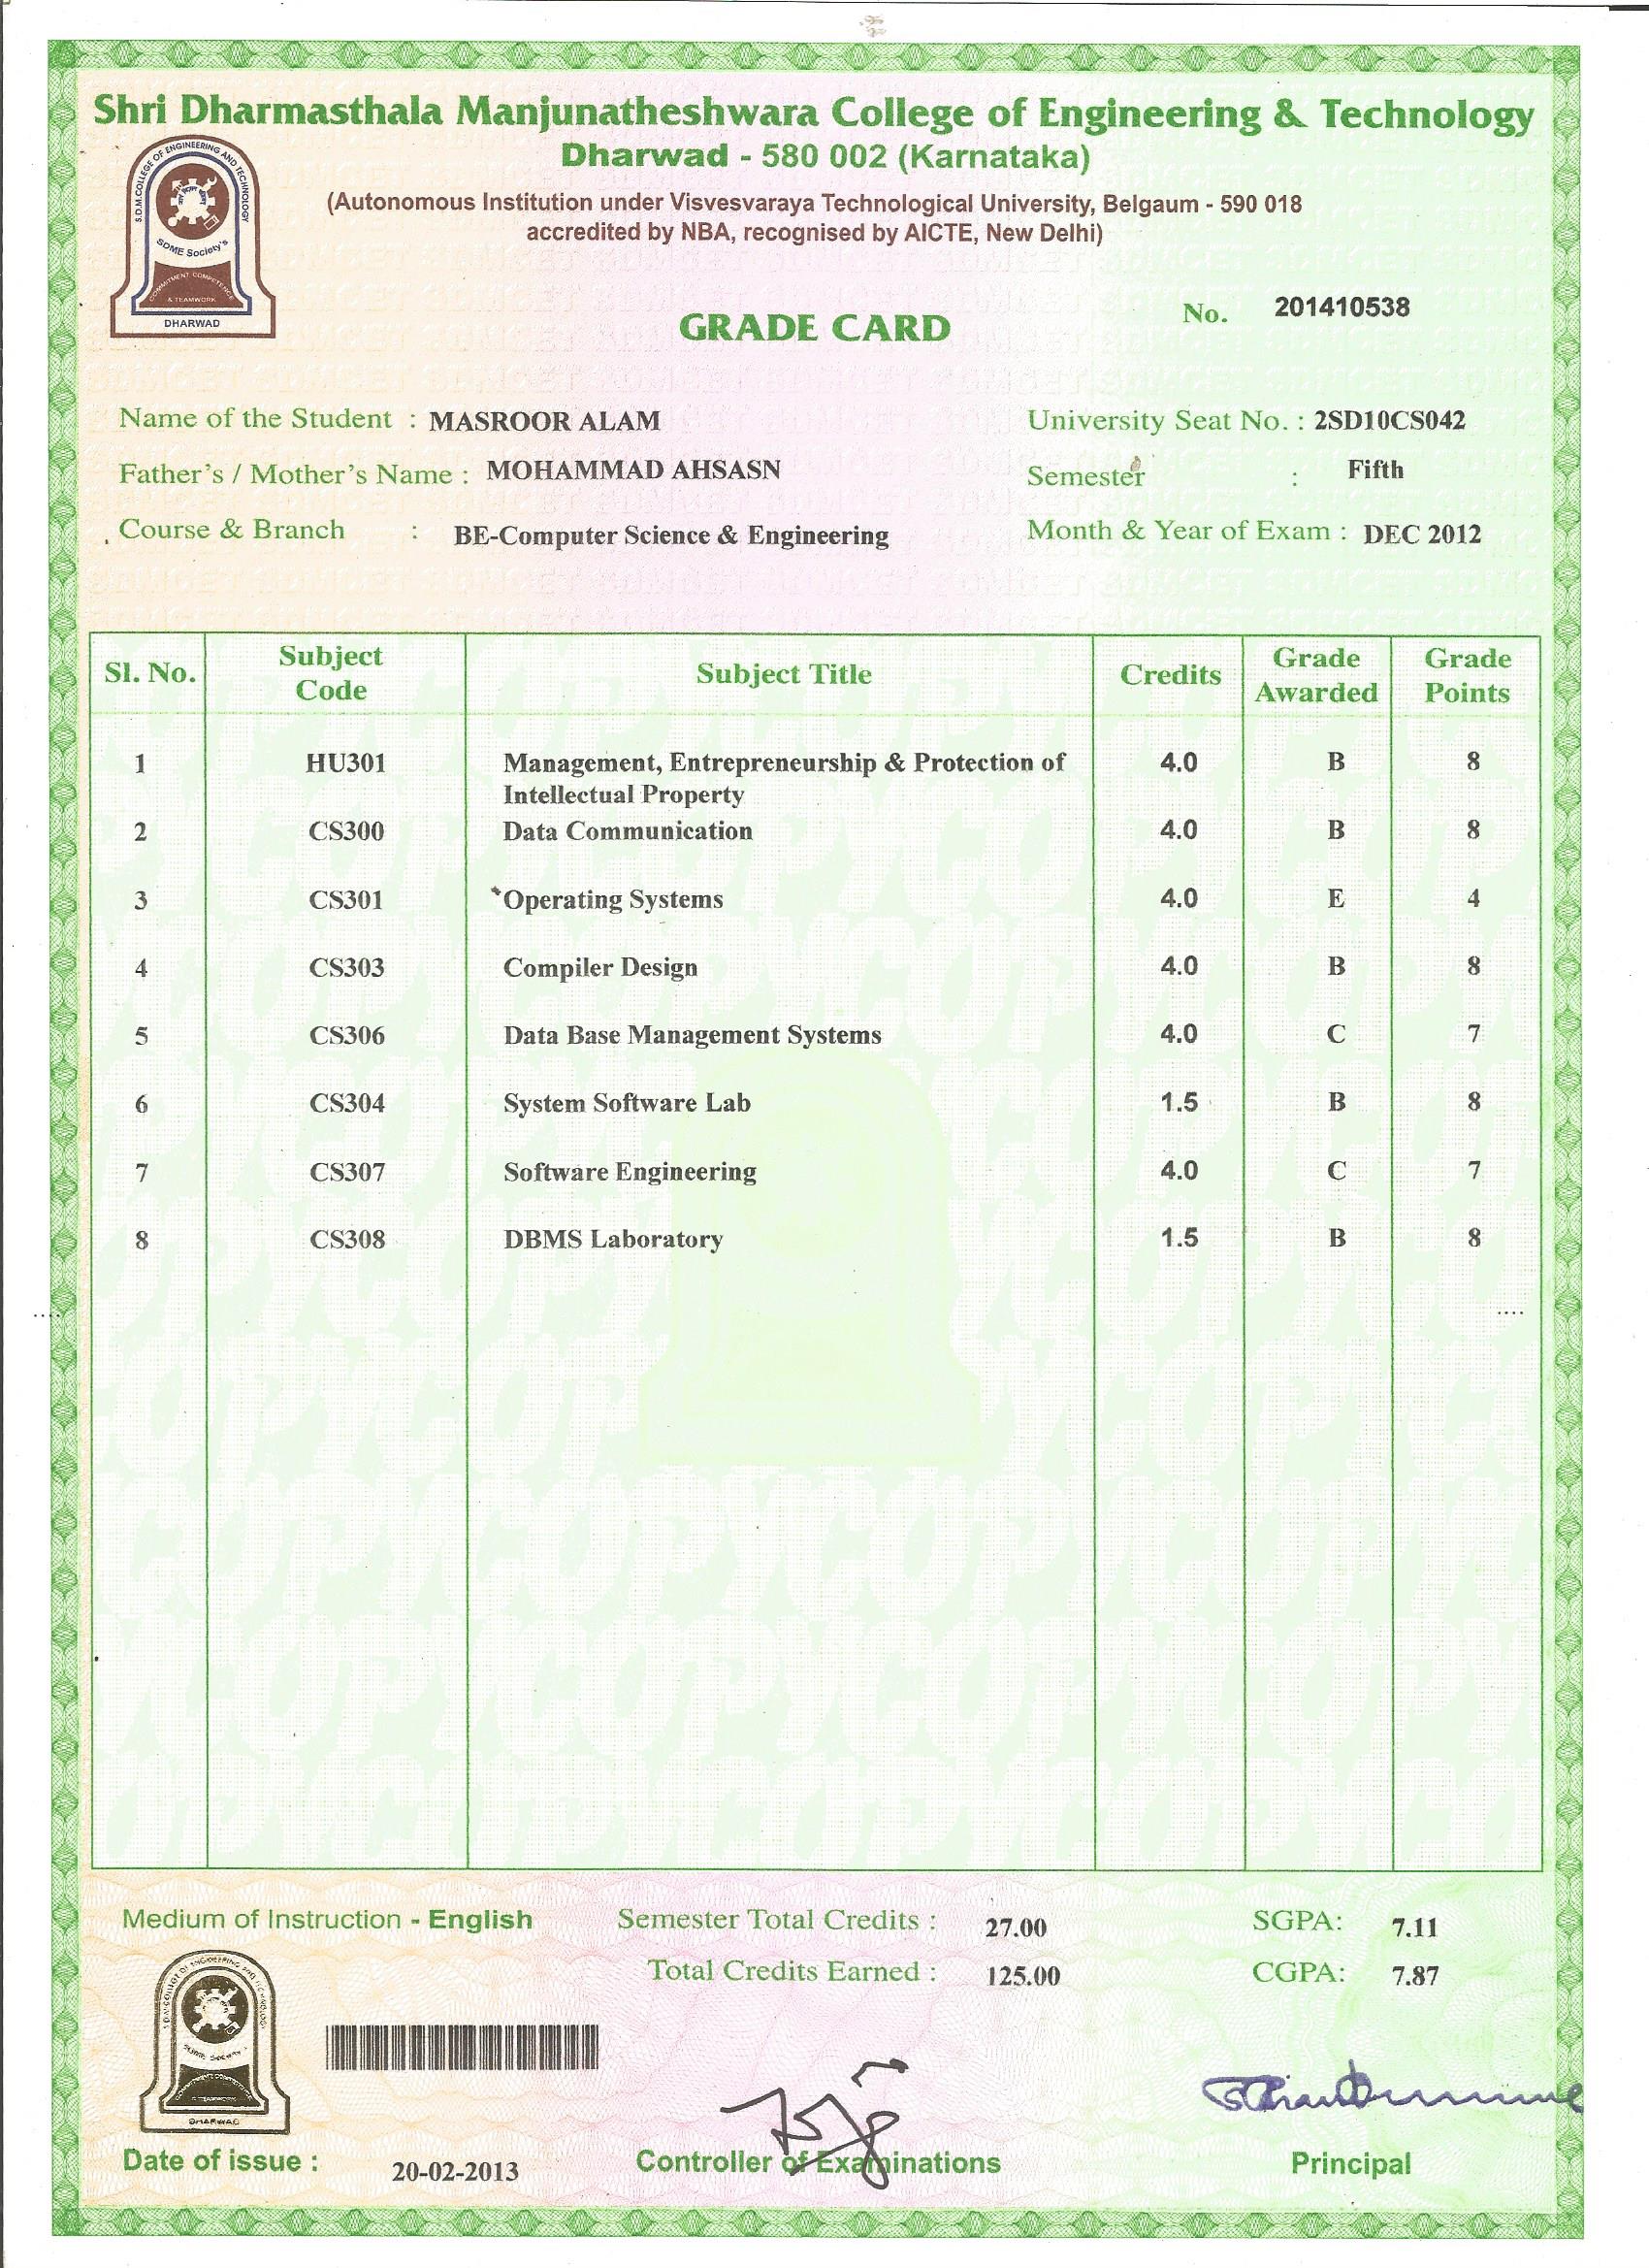 Shri Dharmasthala Manjunatheshwara College of Engineering & Technology
Dharwad - 580 002 (Karnataka)
(Autonomous Institution under Visvesvaraya Technological University, Belgaum - 590 018
accredited by NBA, recognised by AICTE, New Delhi)
S.D.M.COLLEGE OF ENGINEERING AND TECHNOLOGY
SDME Society's
COMMITMENT COMPETENCE
& TEAMWORK
DHARWAD
GRADE CARD
No. 201410538
Name of the Student : MASROOR ALAM University Seat No. : 2SD10CS042
Father's / Mother's Name : MOHAMMAD AHSASN Semester : Fifth
Course & Branch : BE-Computer Science & Engineering Month & Year of Exam : DEC 2012
Sl. No. Subject Code Subject Title Credits Grade Awarded Grade Points
1 HU301 Management, Entrepreneurship & Protection of 4.0 B 8
Intellectual Property
2 CS300 Data Communication 4.0 B 8
3 CS301 Operating Systems 4.0 E 4
4 CS303 Compiler Design 4.0 B 8
5 CS306 Data Base Management Systems 4.0 C 7
6 CS304 System Software Lab 1.5 B 8
7 CS307 Software Engineering 4.0 C 7
8 CS308 DBMS Laboratory 1.5 B 8
Medium of Instruction - English Semester Total Credits : 27.00 SGPA: 7.11
Total Credits Earned : 125.00 CGPA: 7.87
DHARWAD
Date of issue : 20-02-2013 Controller of Examinations Principal